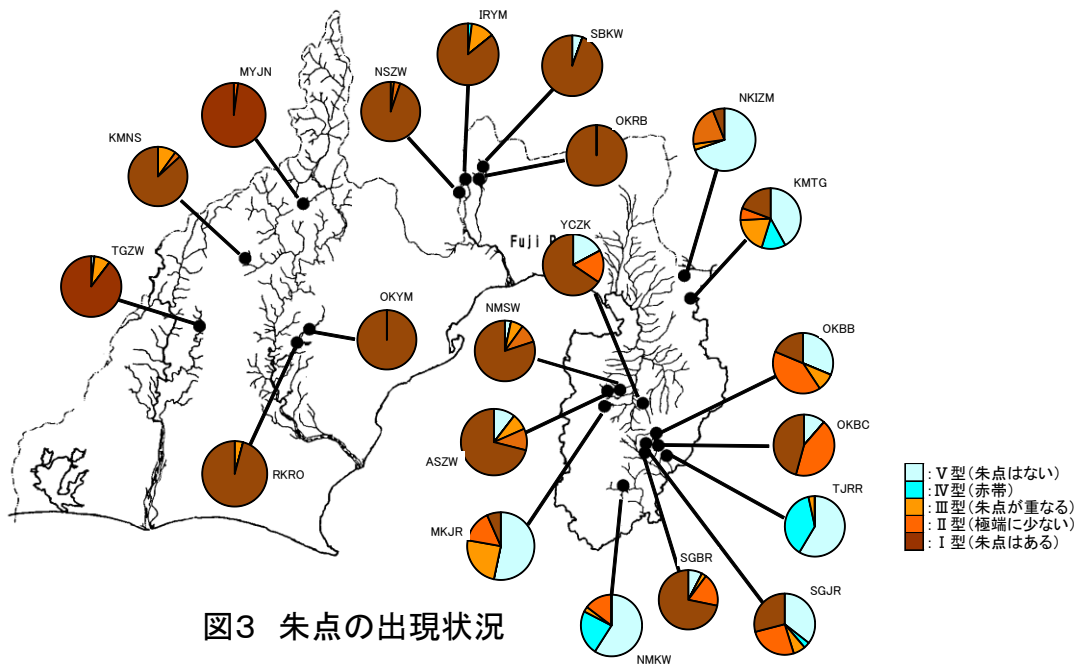 IRYM
SBKW
NSZW
MYJN
OKRB
NKIZM
KMNS
KMTG
YCZK
Fuji
TGZW
OKYM
NMSW
OKBB
ASZW
OKBC
RKRO
TJRR
MKJR
SGBR
SGJR
NMKW
: Ⅴ型(朱点はない)
: Ⅳ型(赤帯)
: Ⅲ型(朱点が重なる)
: Ⅱ型(極端に少ない)
: Ⅰ型(朱点はある)
図3 朱点の出現状況